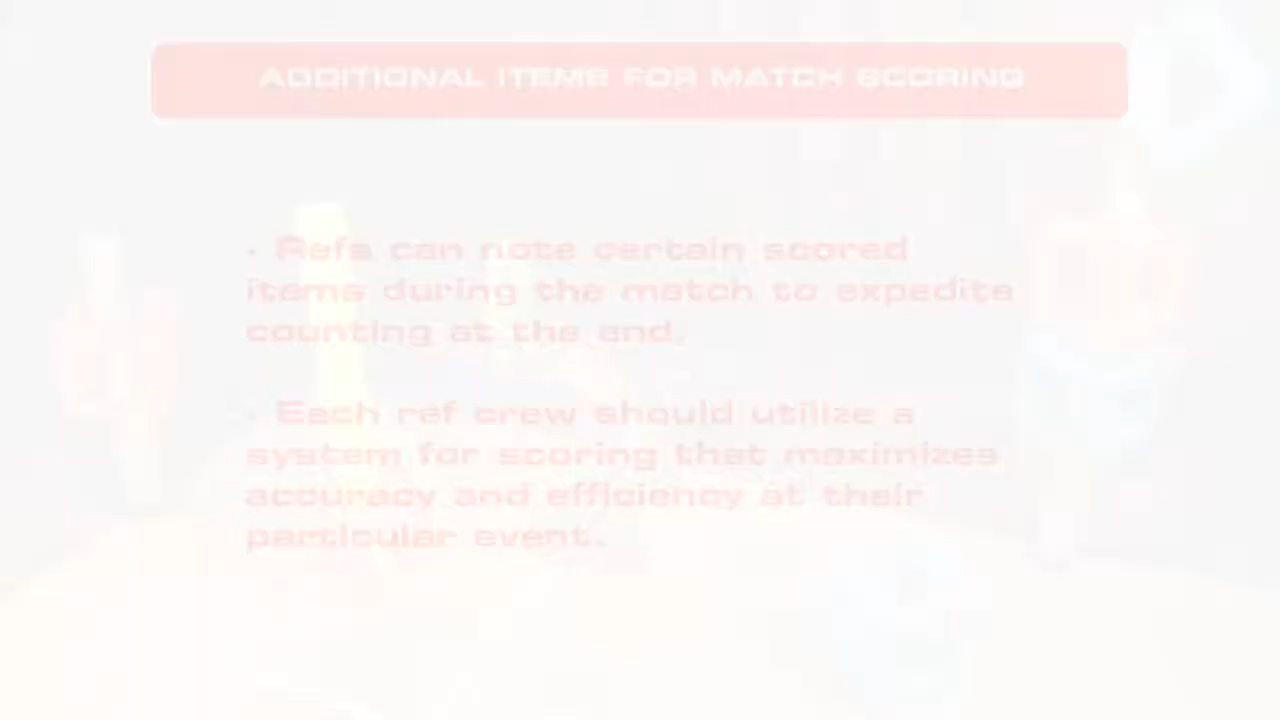 ADDITIONAL ITEMS FOR MATCH SCORING
- Refs can note certain scored
items during the match to expedite
counting at the end.
- Each ref crew should utilize a
system for scoring that maximizes
accuracy and efficiency at their
particular event.